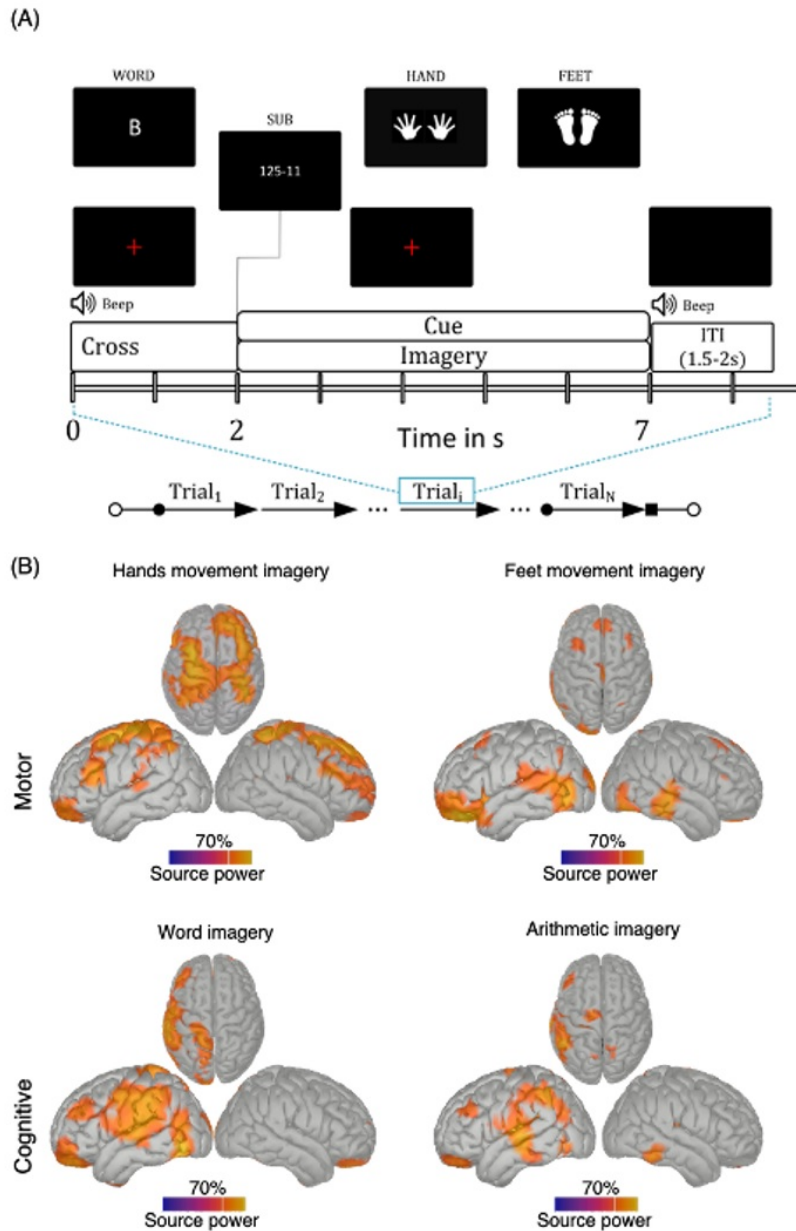 (A)
WORD
HAND
FEET
B
SUB
125-11
Beep
Beep
Cross
Cue
Imagery
ITI
(1.5-2s)
0
2
Time in s
7
Trial1
Trial2
...
Triali
...
TrialN
(B)
Hands movement imagery
Feet movement imagery
Motor
70%
Source power
70%
Source power
Word imagery
Arithmetic imagery
Cognitive
70%
Source power
70%
Source power